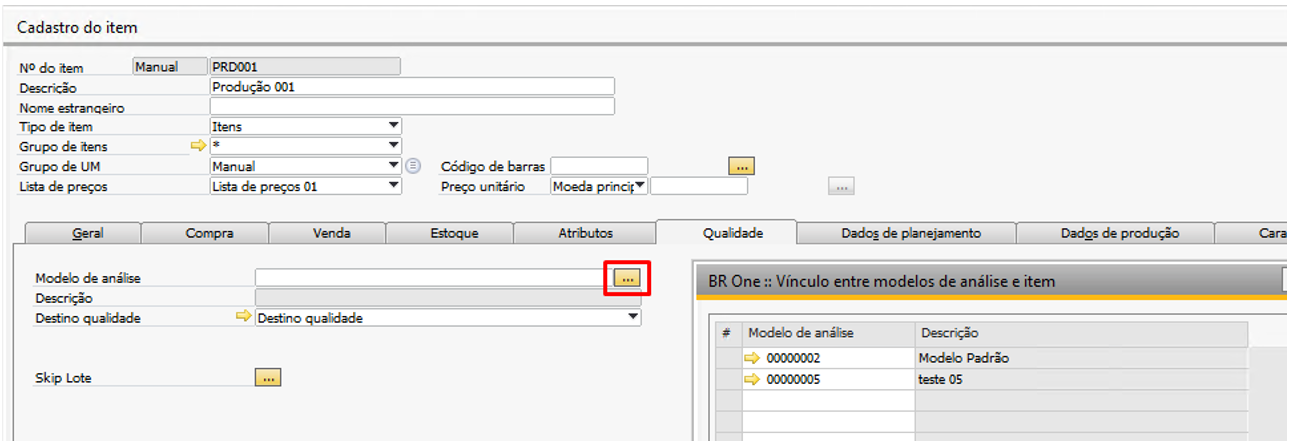 Cadastro do item
Nº do item Manual PRD001
Descrição Produção 001
Nome estrangeiro
Tipo de item Itens
Grupo de itens *
Grupo de UM Manual Código de barras ...
Lista de preços Lista de preços 01 Preço unitário Moeda princip ...
Geral Compra Venda Estoque Atributos Qualidade Dados de planejamento Dados de produção Cara
Modelo de análise ...
Descrição
Destino qualidade Destino qualidade
Skip Lote ...
BR One :: Vínculo entre modelos de análise e item
# Modelo de análise Descrição
00000002 Modelo Padrão
00000005 teste 05